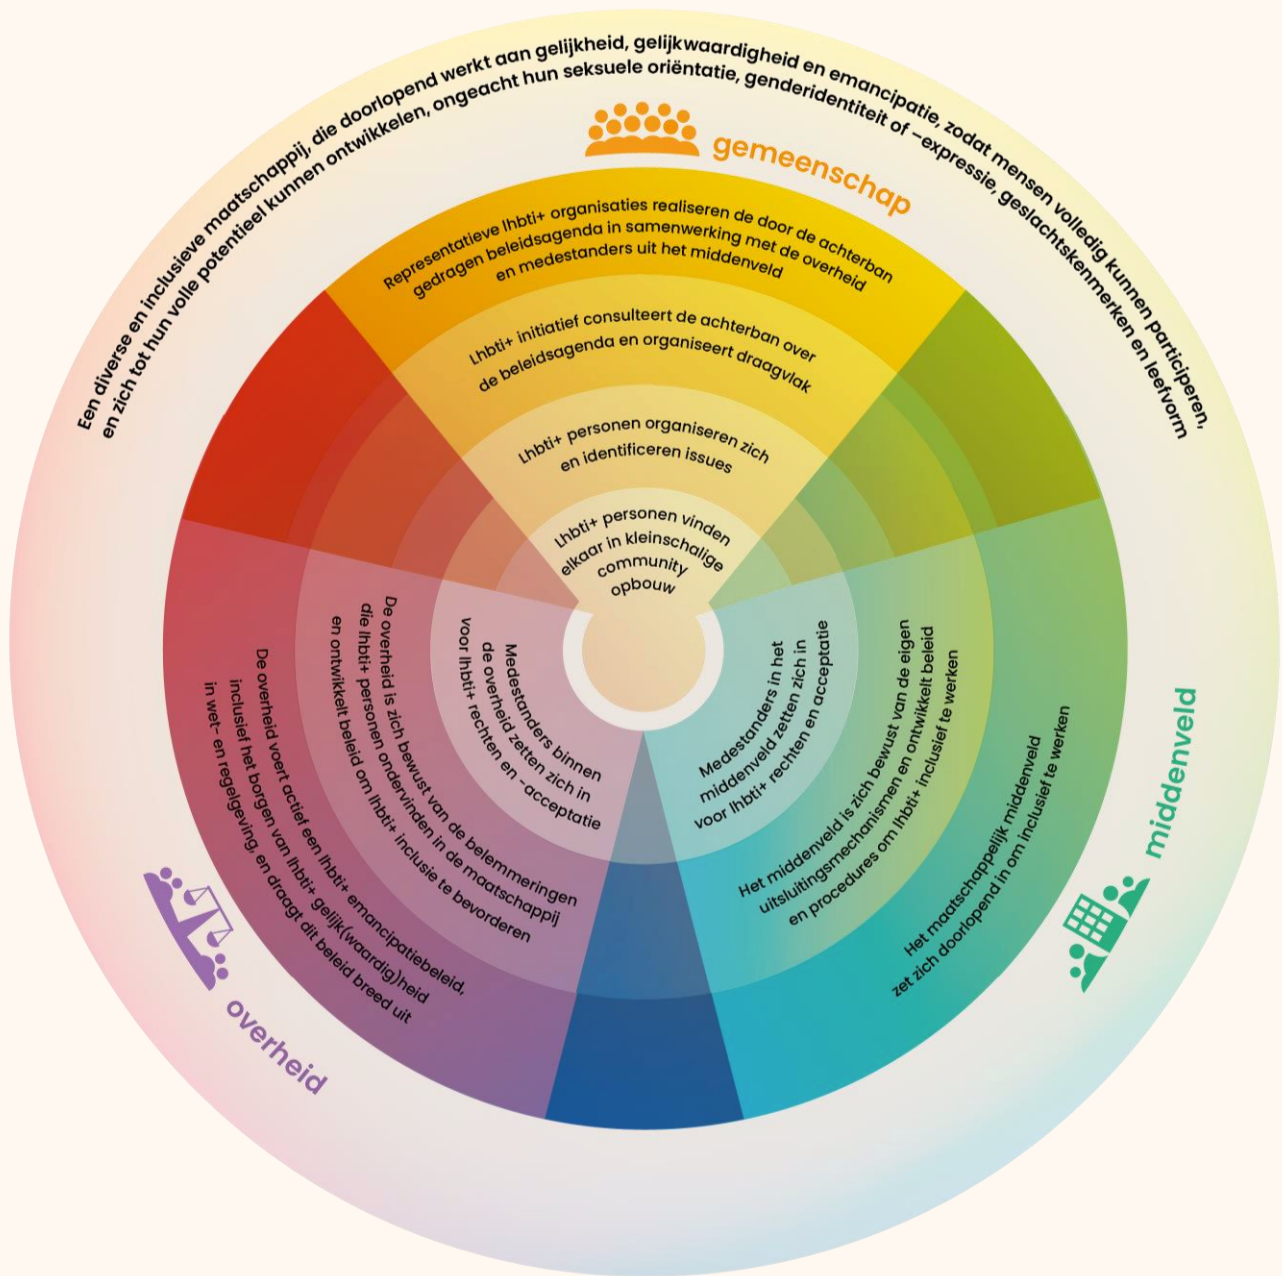 Een diverse en inclusieve maatschappij, die doorlopend werkt aan gelijkheid, gelijkwaardigheid en emancipatie, zodat mensen volledig kunnen participeren,
en zich tot hun volle potentieel kunnen ontwikkelen, ongeacht hun seksuele oriëntatie, genderidentiteit of –expressie, geslachtskenmerken en leefvorm
gemeenschap
Representatieve lhbti+ organisaties realiseren de door de achterban
gedragen beleidsagenda in samenwerking met de overheid
en medestanders uit het middenveld
Lhbti+ initiatief consulteert de achterban over
de beleidsagenda en organiseert draagvlak
Lhbti+ personen organiseren zich
en identificeren issues
Lhbti+ personen vinden
elkaar in kleinschalige
community
opbouw
Medestanders in het
middenveld zetten zich in
voor lhbti+ rechten en acceptatie
Het middenveld is zich bewust van de eigen
uitsluitingsmechanismen en ontwikkelt beleid
en procedures om lhbti+ inclusief te werken
Het maatschappelijk middenveld
zet zich doorlopend in om inclusief te werken
middenveld
Medestanders binnen
de overheid zetten zich in
voor lhbti+ rechten en -acceptatie
De overheid is zich bewust van de belemmeringen
die lhbti+ personen ondervinden in de maatschappij
en ontwikkelt beleid om lhbti+ inclusie te bevorderen
De overheid voert actief een lhbti+ emancipatiebeleid,
inclusief het borgen van lhbti+ gelijk(waardig)heid
in wet- en regelgeving, en draagt dit beleid breed uit
overheid